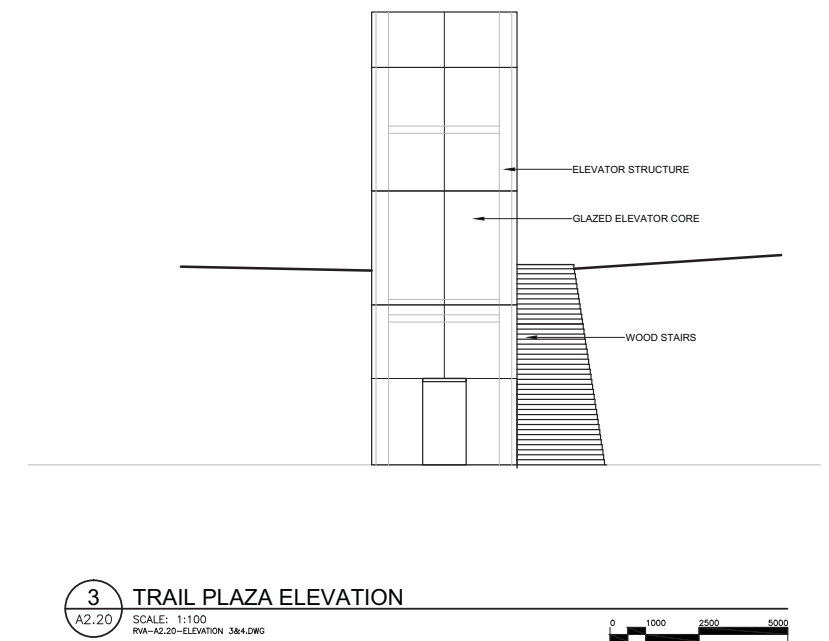 ELEVATOR STRUCTURE
GLAZED ELEVATOR CORE
WOOD STAIRS
3 TRAIL PLAZA ELEVATION
A2.20 SCALE: 1:100
RVA-A2.20-ELEVATION 3&4.DWG
0 1000 2500 5000